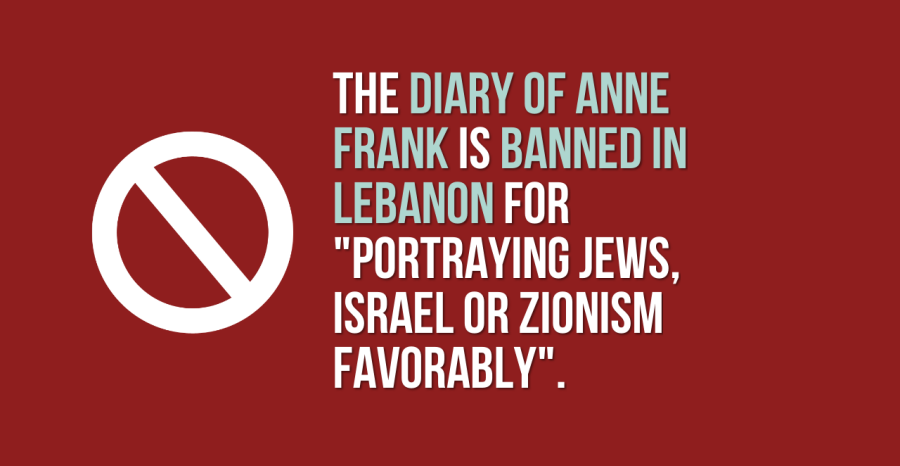 THE DIARY OF ANNE
FRANK IS BANNED IN
LEBANON FOR
"PORTRAYING JEWS,
ISRAEL OR ZIONISM
FAVORABLY".